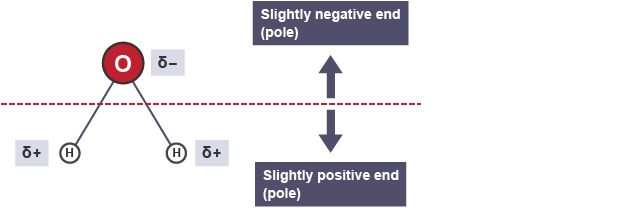 Slightly negative end
(pole)
O δ−
δ+ H H δ+
Slightly positive end
(pole)